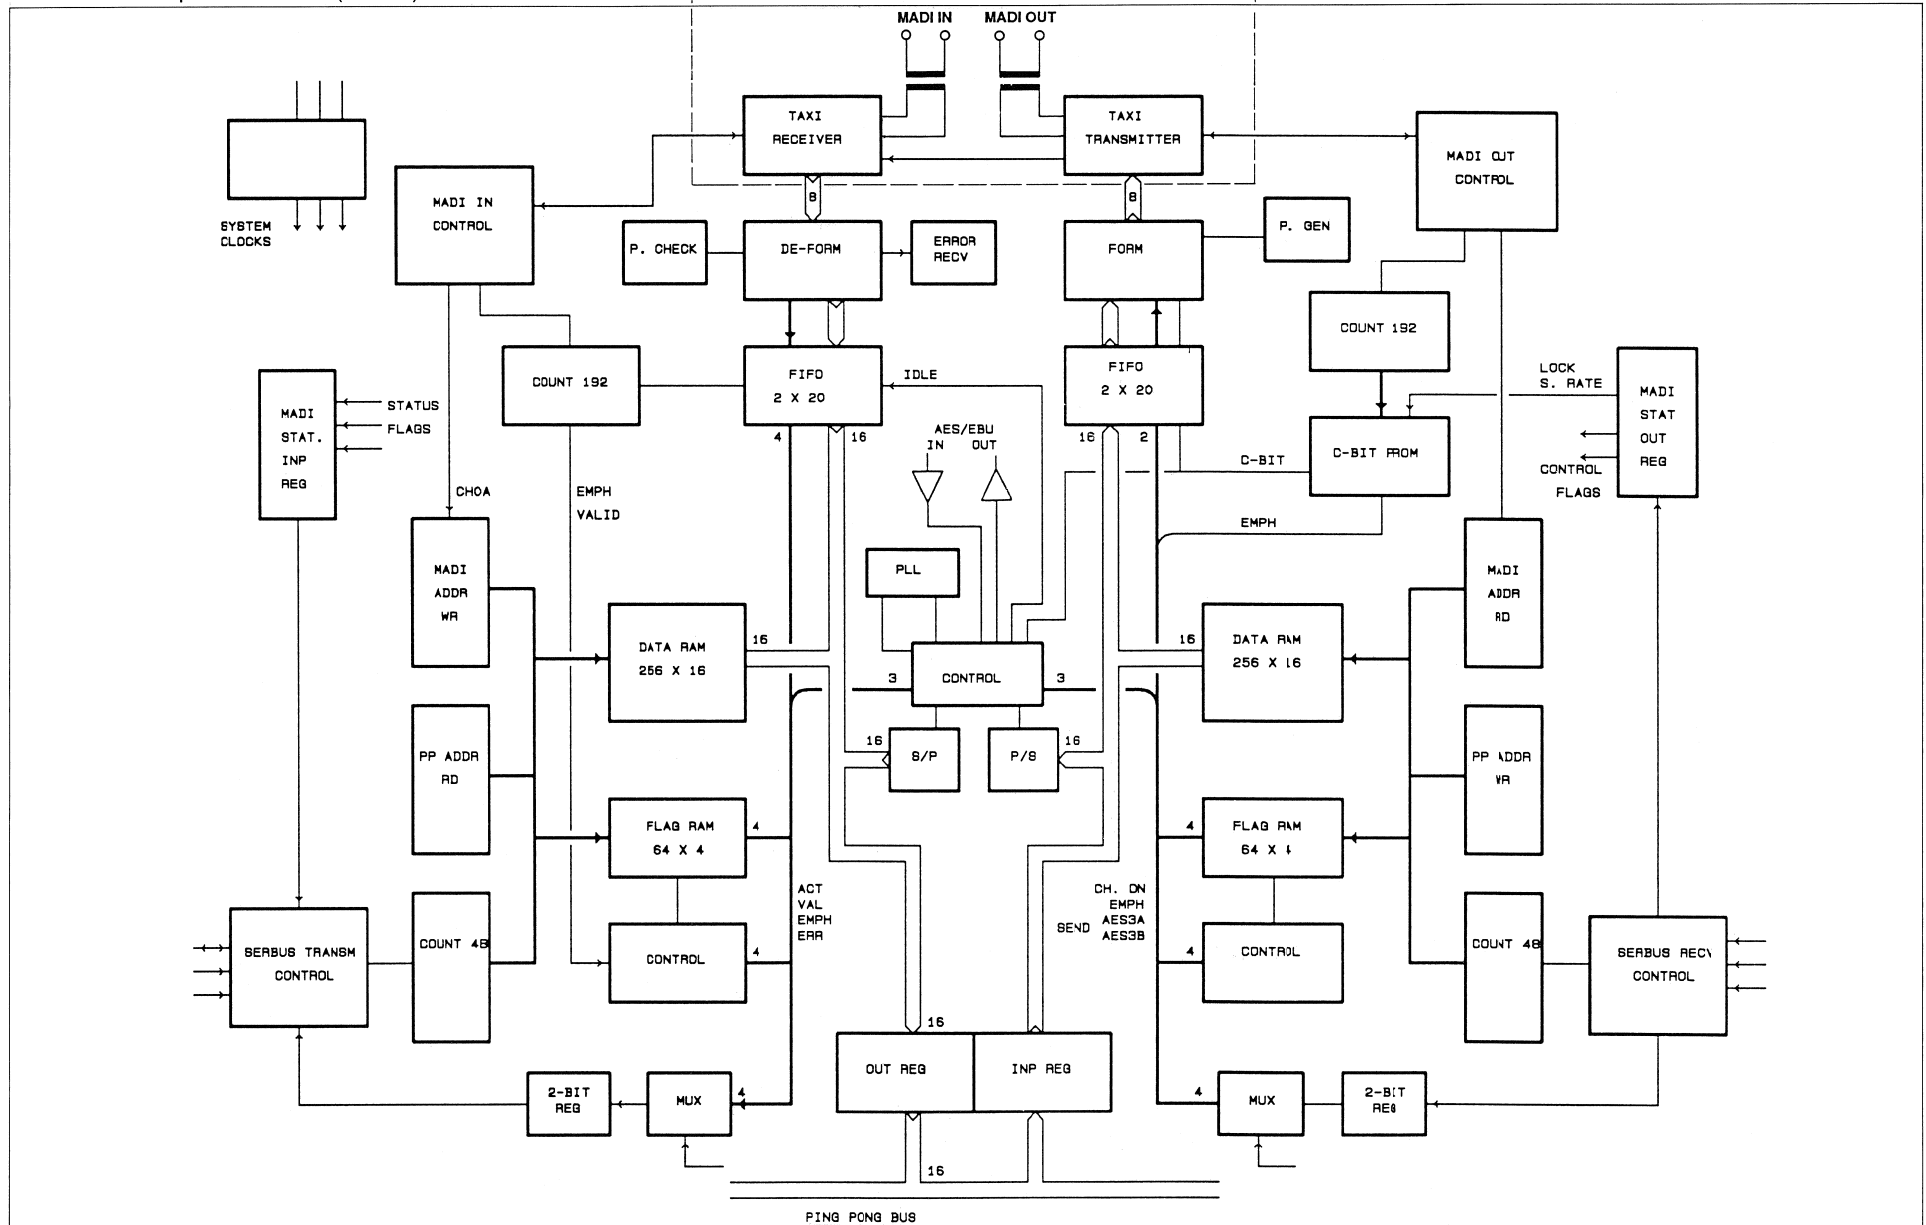 MADI IN
MADI OUT
TAXI
RECEIVER
TAXI
TRANSMITTER
MADI OUT
CONTROL
MADI IN
CONTROL
SYSTEM
CLOCKS
8
8
P. CHECK
DE-FORM
ERROR
RECV
FORM
P. GEN
COUNT 192
COUNT 192
FIFO
2 X 20
IDLE
FIFO
2 X 20
LOCK
S. RATE
MADI
STAT
OUT
REG
MADI
STAT.
INP
REG
STATUS
FLAGS
4
16
AES/EBU
IN
OUT
16
2
C-BIT
C-BIT PROM
CONTROL
FLAGS
CHOA
EMPH
VALID
EMPH
MADI
ADDR
WR
PLL
MADI
ADDR
RD
DATA RAM
256 X 16
16
CONTROL
3
3
16
DATA RAM
256 X 16
PP ADDR
RD
16
S/P
P/S
16
PP ADDR
WR
FLAG RAM
64 X 4
4
4
FLAG RAM
64 X 4
ACT
VAL
EMPH
ERR
CH. ON
EMPH
SEND
AES3A
AES3B
SERBUS TRANSM
CONTROL
COUNT 48
CONTROL
4
4
CONTROL
COUNT 48
SERBUS RECV
CONTROL
16
OUT REG
INP REG
2-BIT
REG
MUX
4
4
MUX
2-BIT
REG
16
PING PONG BUS